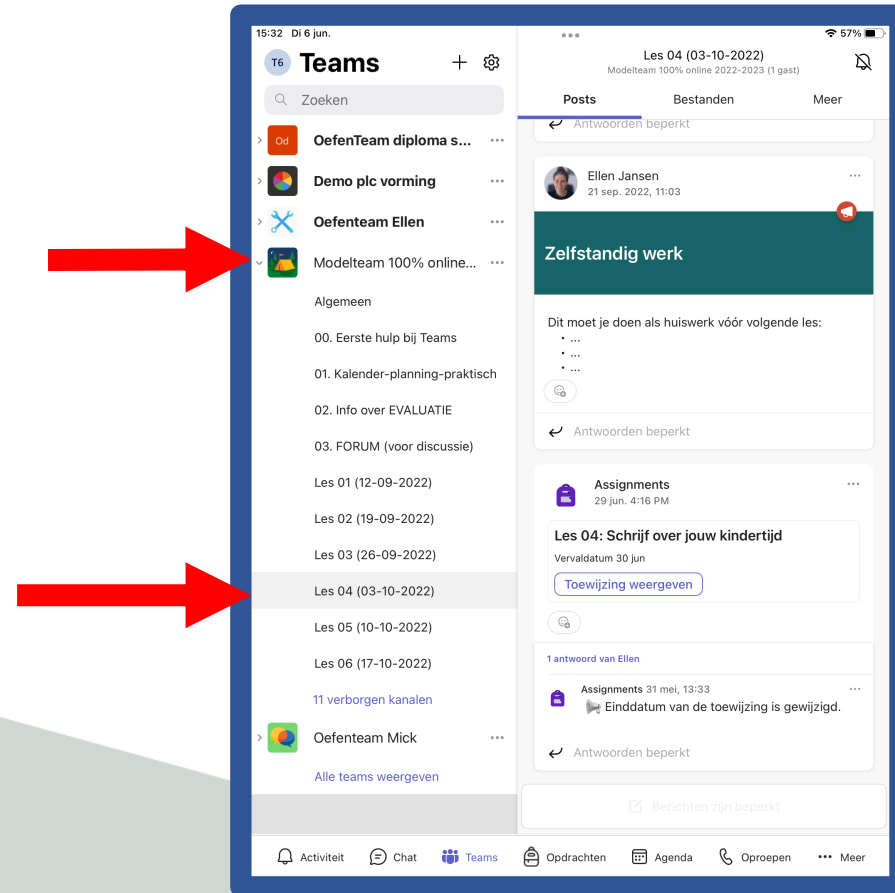 15:32 Di 6 jun.
57%
T6 Teams
Zoeken
Od OefenTeam diploma s...
Demo plc vorming
Oefenteam Ellen
Modelteam 100% online...
Algemeen
00. Eerste hulp bij Teams
01. Kalender-planning-praktisch
02. Info over EVALUATIE
03. FORUM (voor discussie)
Les 01 (12-09-2022)
Les 02 (19-09-2022)
Les 03 (26-09-2022)
Les 04 (03-10-2022)
Les 05 (10-10-2022)
Les 06 (17-10-2022)
11 verborgen kanalen
Oefenteam Mick
Alle teams weergeven
Les 04 (03-10-2022)
Modelteam 100% online 2022-2023 (1 gast)
Posts Bestanden Meer
Antwoorden beperkt
Ellen Jansen
21 sep. 2022, 11:03
Zelfstandig werk
Dit moet je doen als huiswerk vóór volgende les:
• ...
• ...
• ...
Antwoorden beperkt
Assignments
29 jun. 4:16 PM
Les 04: Schrijf over jouw kindertijd
Vervaldatum 30 jun
Toewijzing weergeven
1 antwoord van Ellen
Assignments 31 mei, 13:33
Einddatum van de toewijzing is gewijzigd.
Antwoorden beperkt
Berichten zijn beperkt
Activiteit Chat Teams Opdrachten Agenda Oproepen Meer